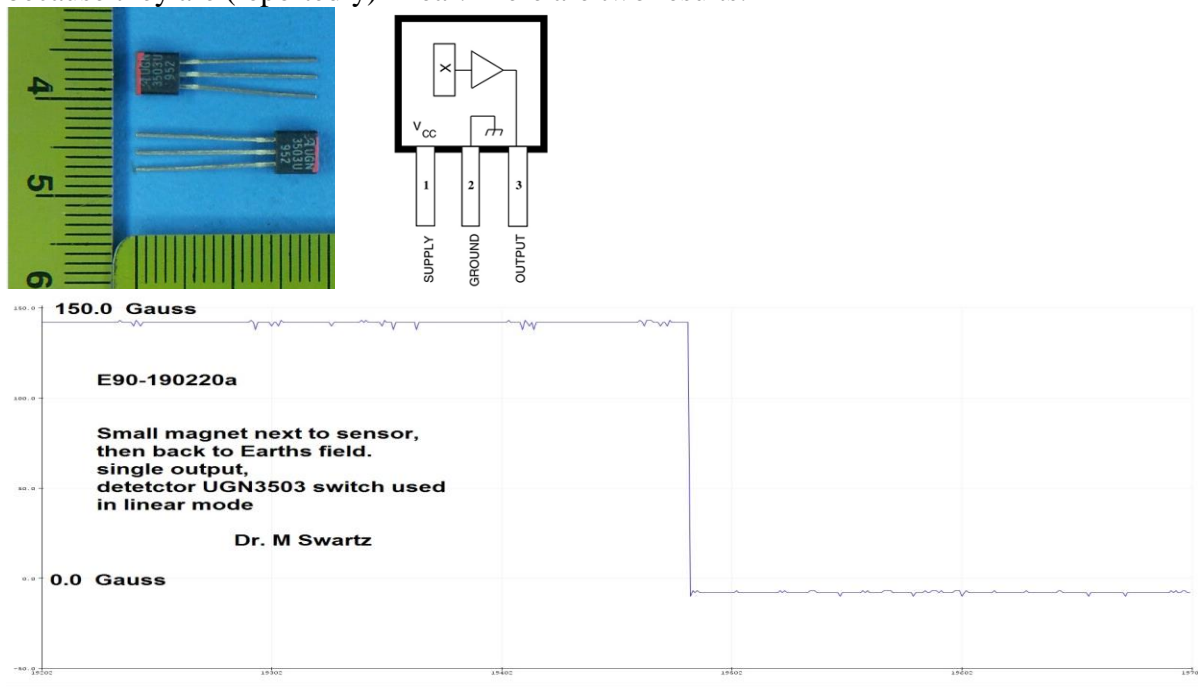 4
5
6
UGN
3503U
952
UGN
3503U
952
X
V
CC
1
2
3
SUPPLY
GROUND
OUTPUT
150.0 150.0 Gauss
E90-190220a
100.0
Small magnet next to sensor,
then back to Earths field.
single output,
50.0 detetctor UGN3503 switch used
in linear mode
Dr. M Swartz
0.0 0.0 Gauss
-50.0